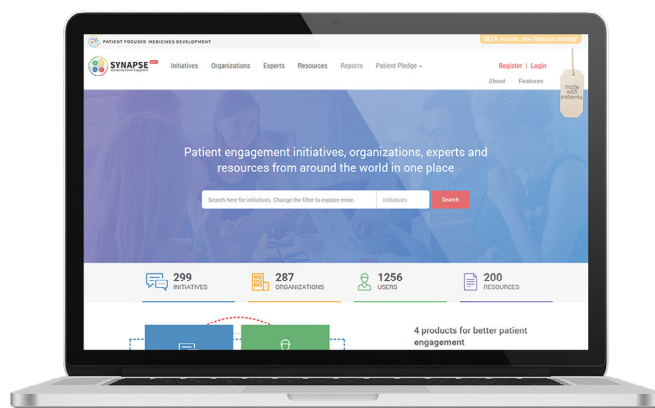 PATIENT FOCUSED MEDICINES DEVELOPMENT
BETA version, new features coming!
SYNAPSE
Initiatives Organizations Experts Resources Reports Patient Pledge
Register | Login
About Features
made
with
patients
Patient engagement initiatives, organizations, experts and
resources from around the world in one place
Search here for initiatives. Change the filter to explore more. Initiatives Search
299
INITIATIVES
287
ORGANIZATIONS
1256
USERS
200
RESOURCES
4 products for better patient
engagement